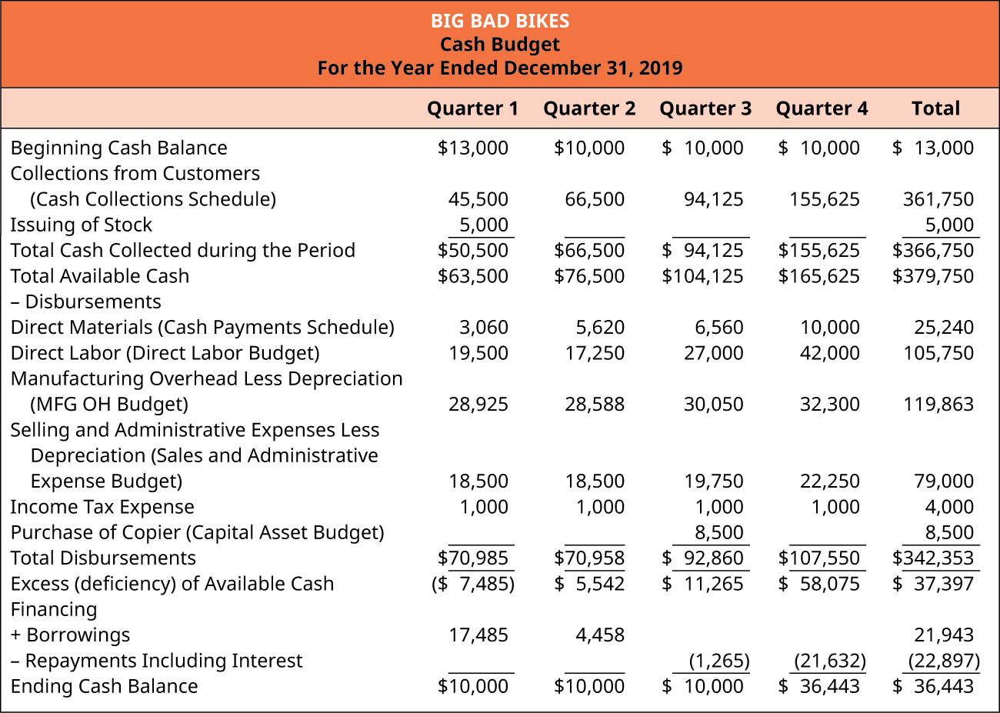 BIG BAD BIKES
Cash Budget
For the Year Ended December 31, 2019
Quarter 1 Quarter 2 Quarter 3 Quarter 4 Total
Beginning Cash Balance $13,000 $10,000 $ 10,000 $ 10,000 $ 13,000
Collections from Customers
(Cash Collections Schedule) 45,500 66,500 94,125 155,625 361,750
Issuing of Stock 5,000 5,000
Total Cash Collected during the Period $50,500 $66,500 $ 94,125 $155,625 $366,750
Total Available Cash $63,500 $76,500 $104,125 $165,625 $379,750
– Disbursements
Direct Materials (Cash Payments Schedule) 3,060 5,620 6,560 10,000 25,240
Direct Labor (Direct Labor Budget) 19,500 17,250 27,000 42,000 105,750
Manufacturing Overhead Less Depreciation
(MFG OH Budget) 28,925 28,588 30,050 32,300 119,863
Selling and Administrative Expenses Less
Depreciation (Sales and Administrative
Expense Budget) 18,500 18,500 19,750 22,250 79,000
Income Tax Expense 1,000 1,000 1,000 1,000 4,000
Purchase of Copier (Capital Asset Budget) 8,500 8,500
Total Disbursements $70,985 $70,958 $ 92,860 $107,550 $342,353
Excess (deficiency) of Available Cash ($ 7,485) $ 5,542 $ 11,265 $ 58,075 $ 37,397
Financing
+ Borrowings 17,485 4,458 21,943
– Repayments Including Interest (1,265) (21,632) (22,897)
Ending Cash Balance $10,000 $10,000 $ 10,000 $ 36,443 $ 36,443